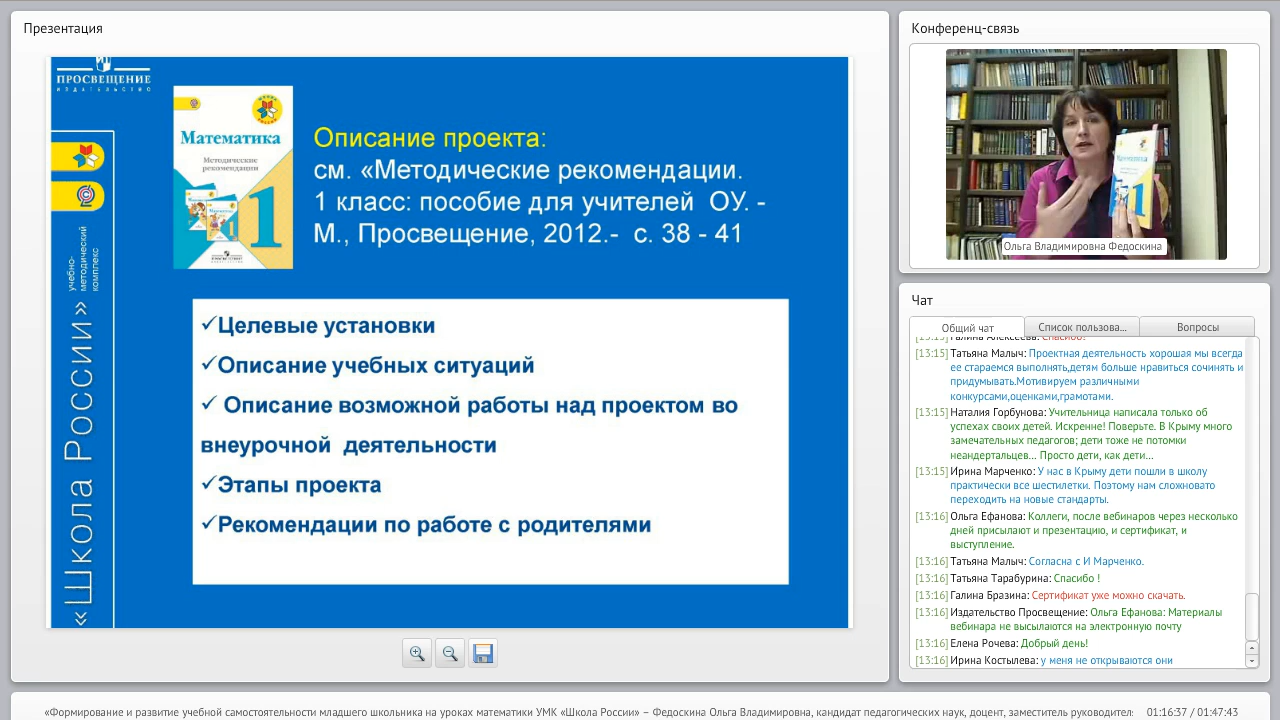 Презентация
ПРОСВЕЩЕНИЕ
ИЗДАТЕЛЬСТВО
Математика
Методические
рекомендации
1
учебно-
методический
комплекс
«Школа России»
Описание проекта:
см. «Методические рекомендации.
1 класс: пособие для учителей ОУ. -
М., Просвещение, 2012.- с. 38 - 41
✓Целевые установки
✓Описание учебных ситуаций
✓ Описание возможной работы над проектом во
внеурочной деятельности
✓Этапы проекта
✓Рекомендации по работе с родителями
Конференц-связь
Математика
1
Ольга Владимировна Федоскина
Чат
Общий чат
Список пользова...
Вопросы
[13:15] Галина Алексеева: Спасибо!
[13:15] Татьяна Малыч: Проектная деятельность хорошая мы всегда
ее стараемся выполнять,детям больше нравиться сочинять и
придумывать.Мотивируем различными
конкурсами,оценками,грамотами.
[13:15] Наталия Горбунова: Учительница написала только об
успехах своих детей. Искренне! Поверьте. В Крыму много
замечательных педагогов; дети тоже не потомки
неандертальцев... Просто дети, как дети...
[13:15] Ирина Марченко: У нас в Крыму дети пошли в школу
практически все шестилетки. Поэтому нам сложновато
переходить на новые стандарты.
[13:16] Ольга Ефанова: Коллеги, после вебинаров через несколько
дней присылают и презентацию, и сертификат, и
выступление.
[13:16] Татьяна Малыч: Согласна с И Марченко.
[13:16] Татьяна Тарабурина: Спасибо !
[13:16] Галина Бразина: Сертификат уже можно скачать.
[13:16] Издательство Просвещение: Ольга Ефанова: Материалы
вебинара не высылаются на электронную почту
[13:16] Елена Рочева: Добрый день!
[13:16] Ирина Костылева: у меня не открываются они
«Формирование и развитие учебной самостоятельности младшего школьника на уроках математики УМК «Школа России» – Федоскина Ольга Владимировна, кандидат педагогических наук, доцент, заместитель руководител
01:16:37 / 01:47:43